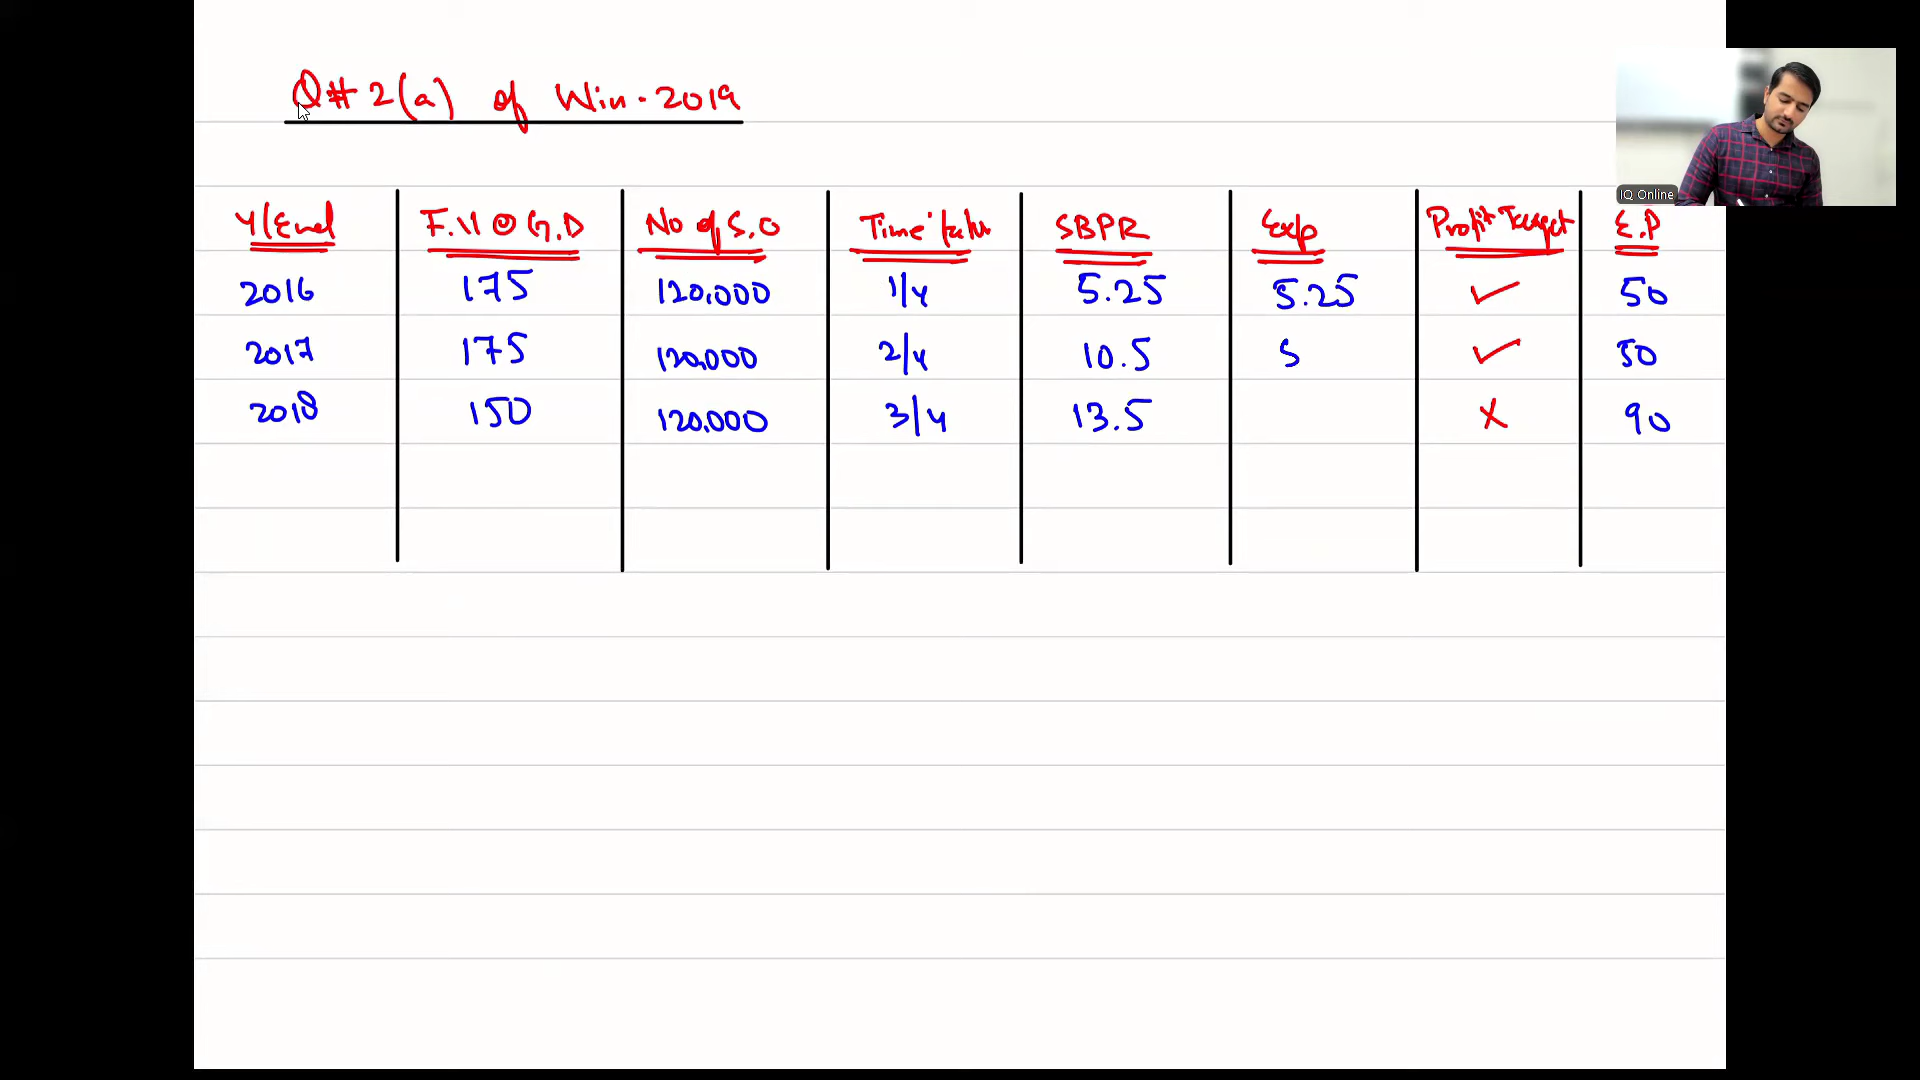 Q# 2(a) of Win-2019
IQ Online
Y/End F.V @ G.D No of S.O Time SBPR Exp Profit Target E.P
2016 175 120,000 1/4 5.25 5.25 ✓ 50
2017 175 120,000 2/4 10.5 5 ✓ 50
2018 150 120,000 3/4 13.5 X 90